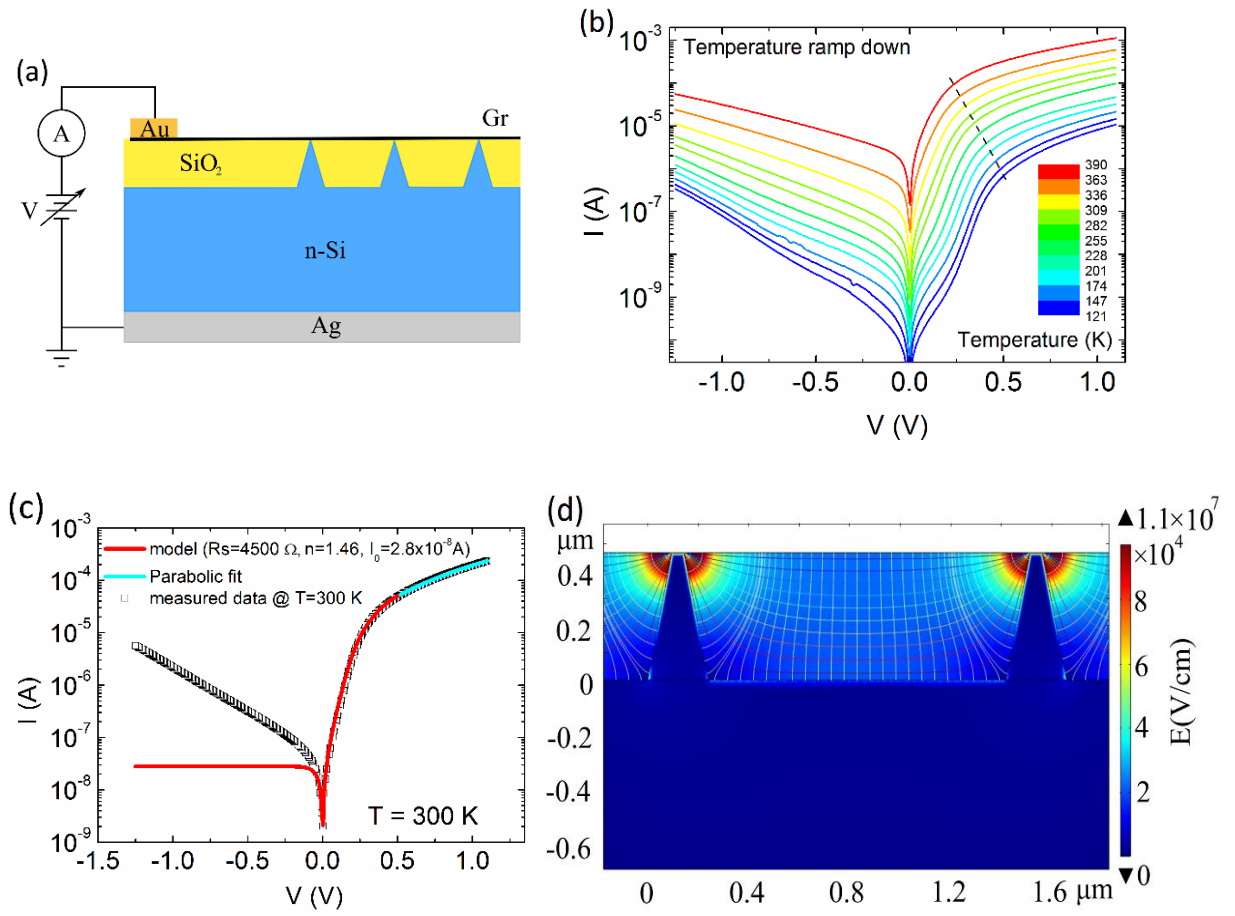 (a)
A
V
Au
Gr
SiO₂
n-Si
Ag
(b)
Temperature ramp down
10⁻³
10⁻⁵
10⁻⁷
10⁻⁹
I (A)
390
363
336
309
282
255
228
201
174
147
121
Temperature (K)
-1.0 -0.5 0.0 0.5 1.0
V (V)
(c)
10⁻³
10⁻⁴
10⁻⁵
10⁻⁶
10⁻⁷
10⁻⁸
10⁻⁹
I (A)
model (Rs=4500 Ω, n=1.46, I₀=2.8x10⁻⁸A)
Parabolic fit
measured data @ T=300 K
T = 300 K
-1.5 -1.0 -0.5 0.0 0.5 1.0
V (V)
(d)
μm
0.4
0.2
0
-0.2
-0.4
-0.6
0 0.4 0.8 1.2 1.6 μm
▲ 1.1×10⁷
×10⁴
10
8
6
4
2
▼ 0
E(V/cm)